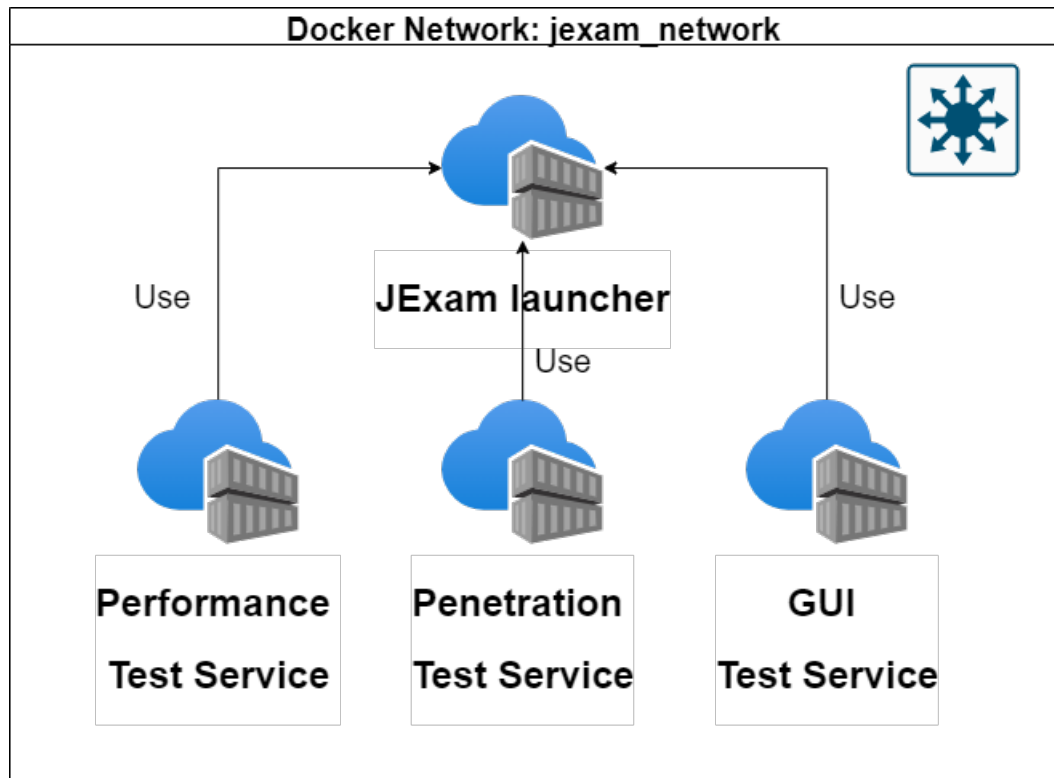 Docker Network: jexam_network
Use
JExam launcher
Use
Use
Performance
Test Service
Penetration
Test Service
GUI
Test Service